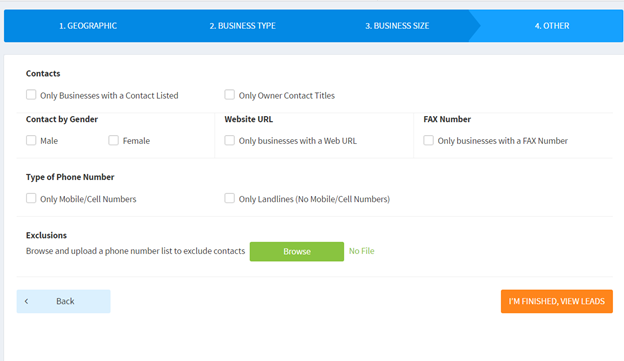 1. GEOGRAPHIC 2. BUSINESS TYPE 3. BUSINESS SIZE 4. OTHER
Contacts
Only Businesses with a Contact Listed Only Owner Contact Titles
Contact by Gender Website URL FAX Number
Male Female Only businesses with a Web URL Only businesses with a FAX Number
Type of Phone Number
Only Mobile/Cell Numbers Only Landlines (No Mobile/Cell Numbers)
Exclusions
Browse and upload a phone number list to exclude contacts Browse No File
Back I'M FINISHED, VIEW LEADS